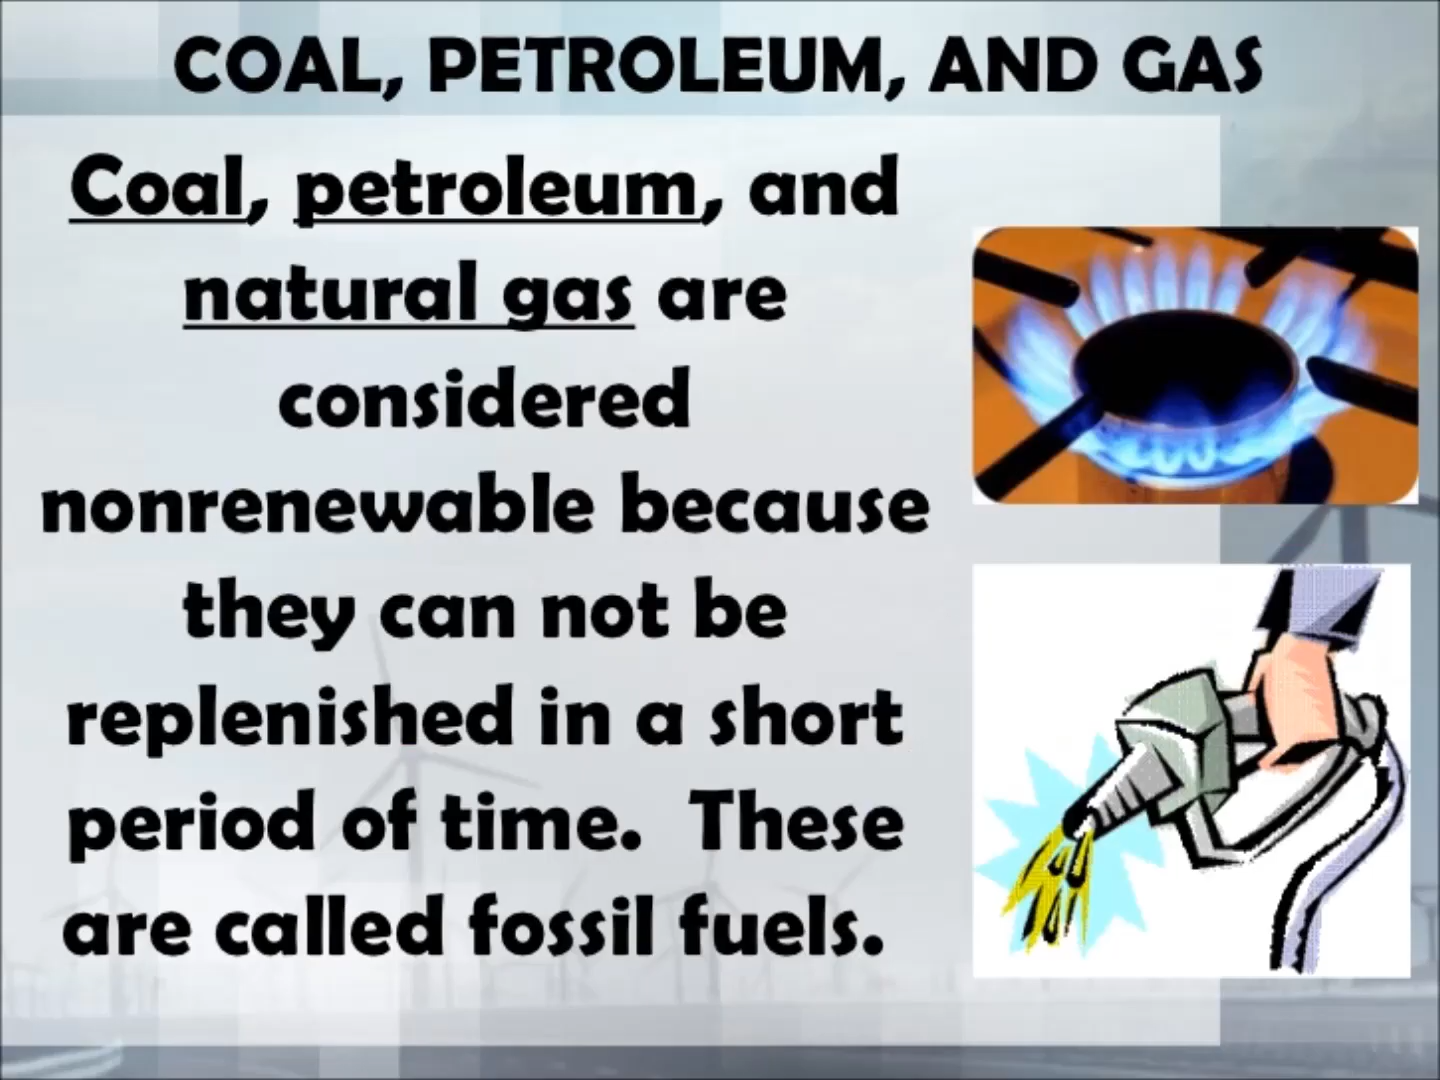 COAL, PETROLEUM, AND GAS
Coal, petroleum, and
natural gas are
considered
nonrenewable because
they can not be
replenished in a short
period of time.  These
are called fossil fuels.